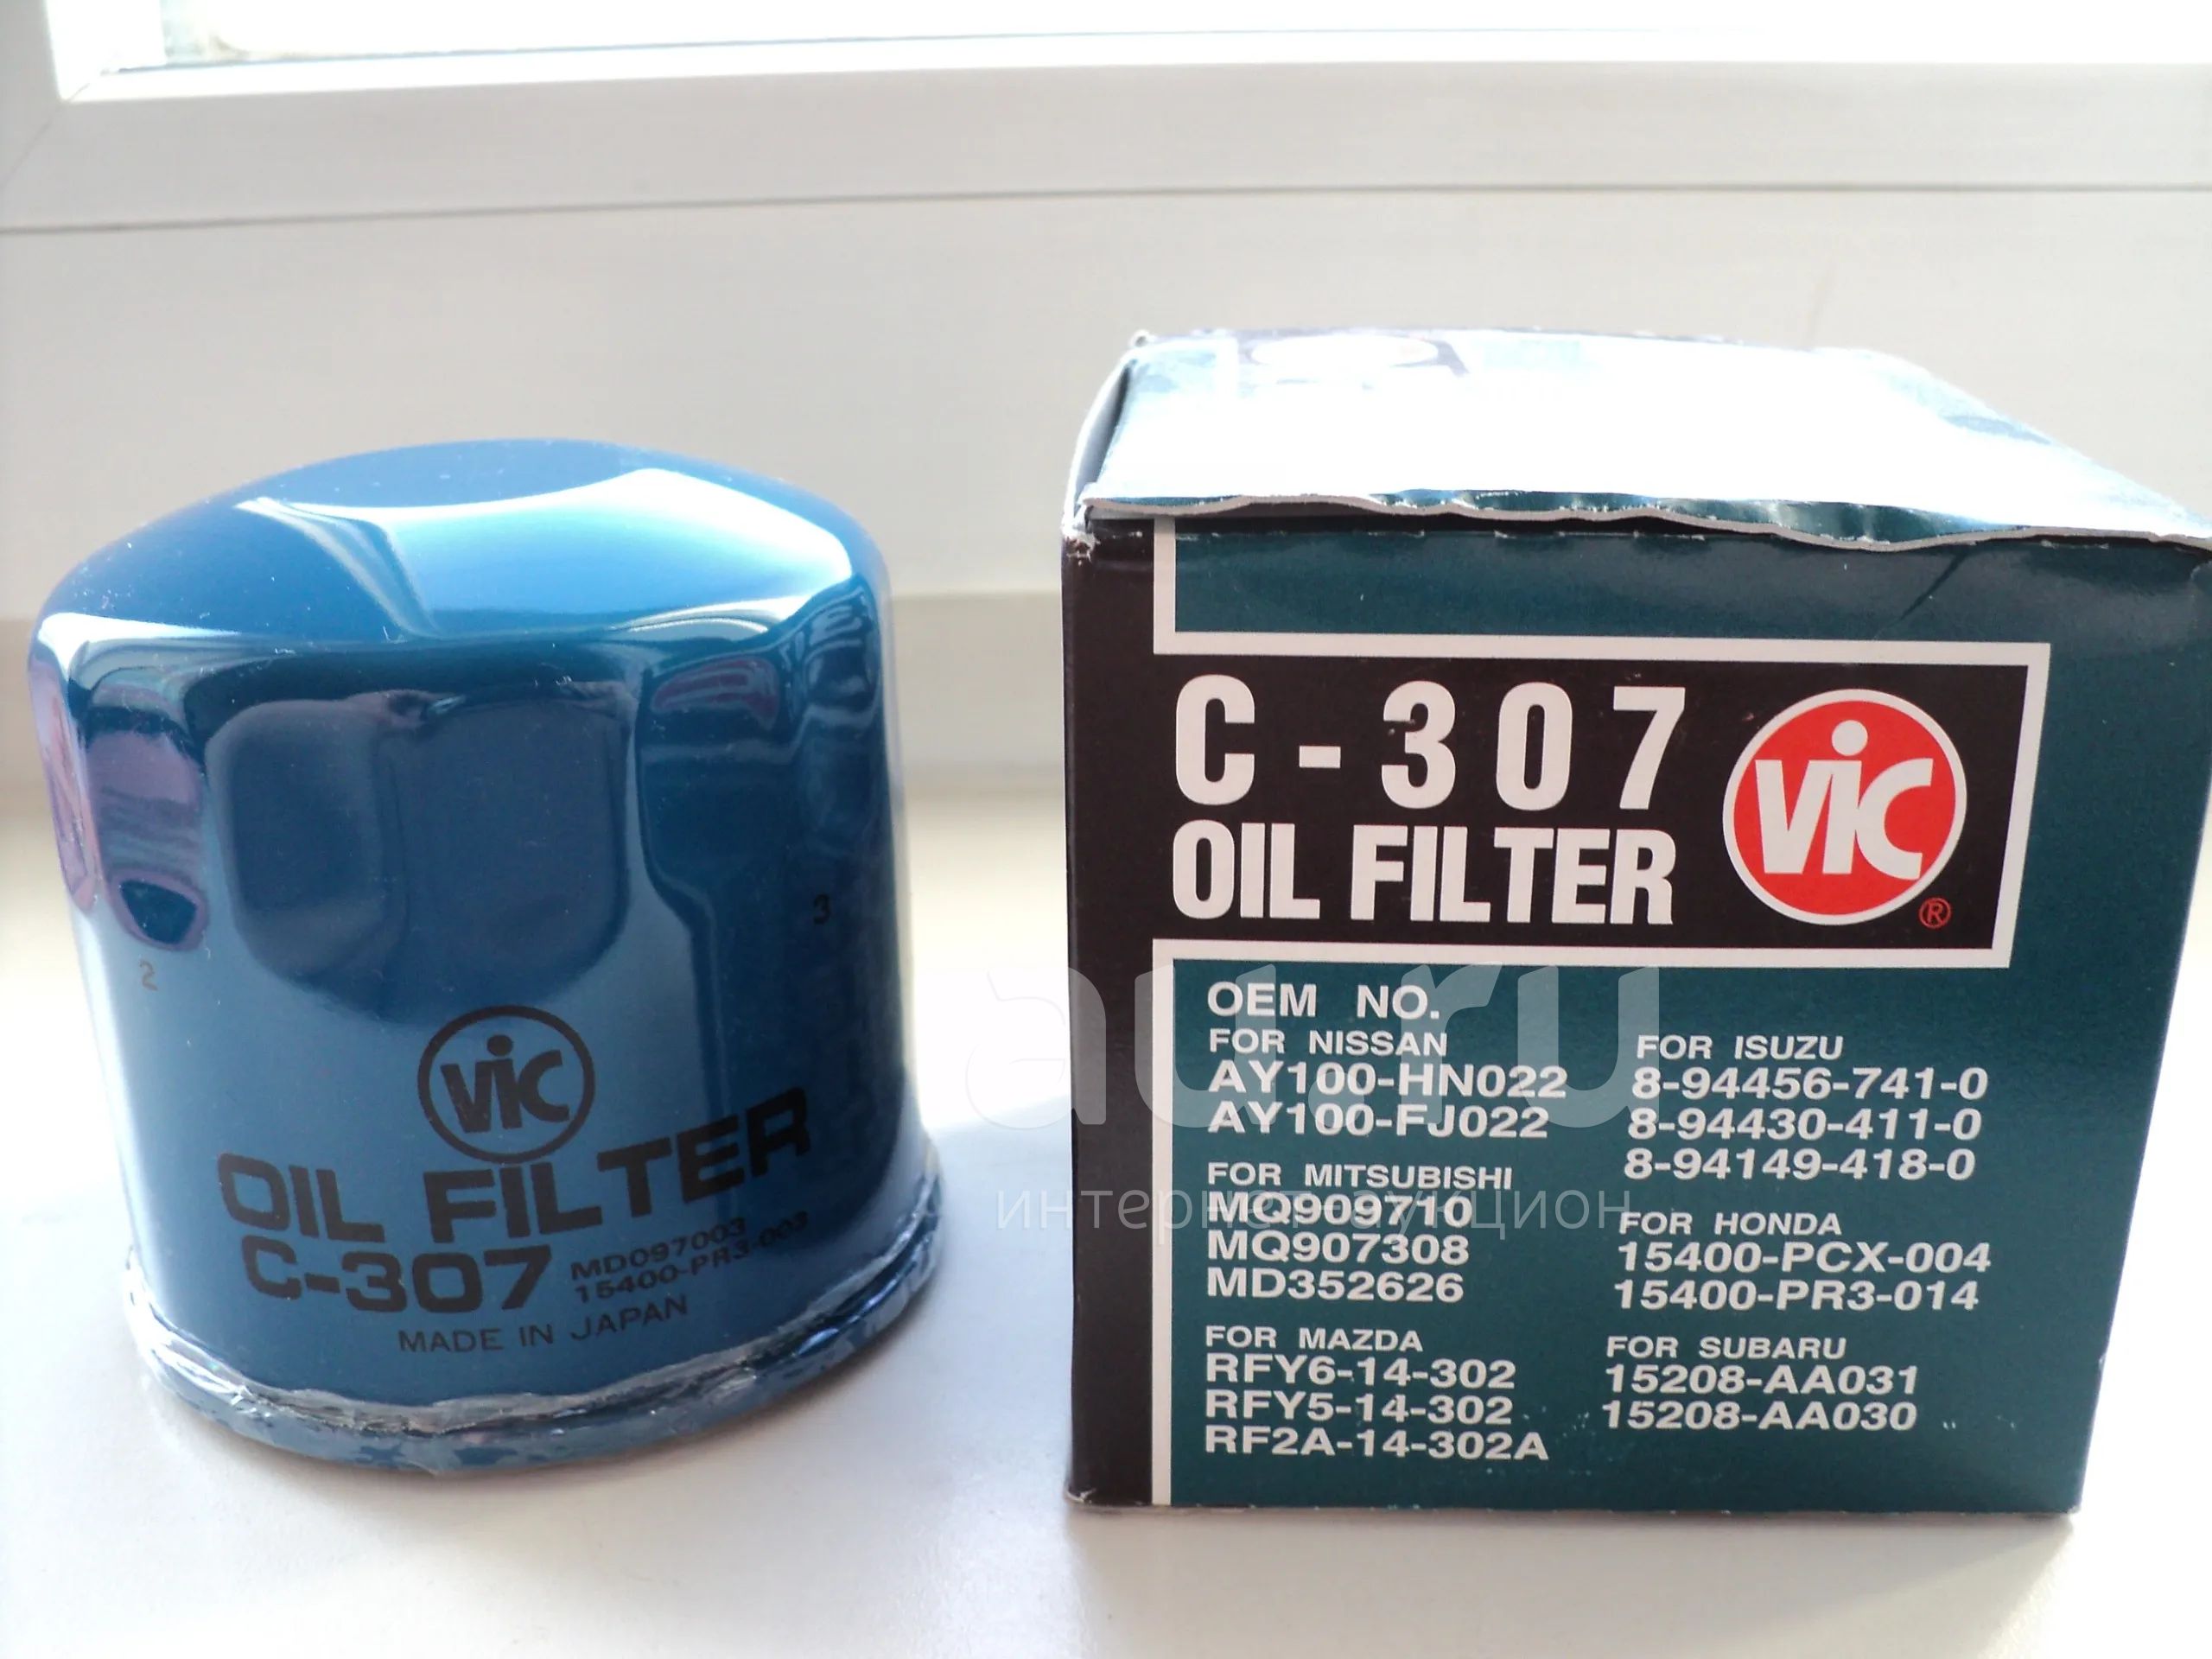 2
3
VIC
OIL FILTER
C-307
MD097003
15400-PR3-003
MADE IN JAPAN
C-307
OIL FILTER
VIC
®
OEM NO.
FOR NISSAN
AY100-HN022
AY100-FJ022
FOR MITSUBISHI
MQ909710
MQ907308
MD352626
FOR MAZDA
RFY6-14-302
RFY5-14-302
RF2A-14-302A
FOR ISUZU
8-94456-741-0
8-94430-411-0
8-94149-418-0
FOR HONDA
15400-PCX-004
15400-PR3-014
FOR SUBARU
15208-AA031
15208-AA030
au.ru
интернет-аукцион